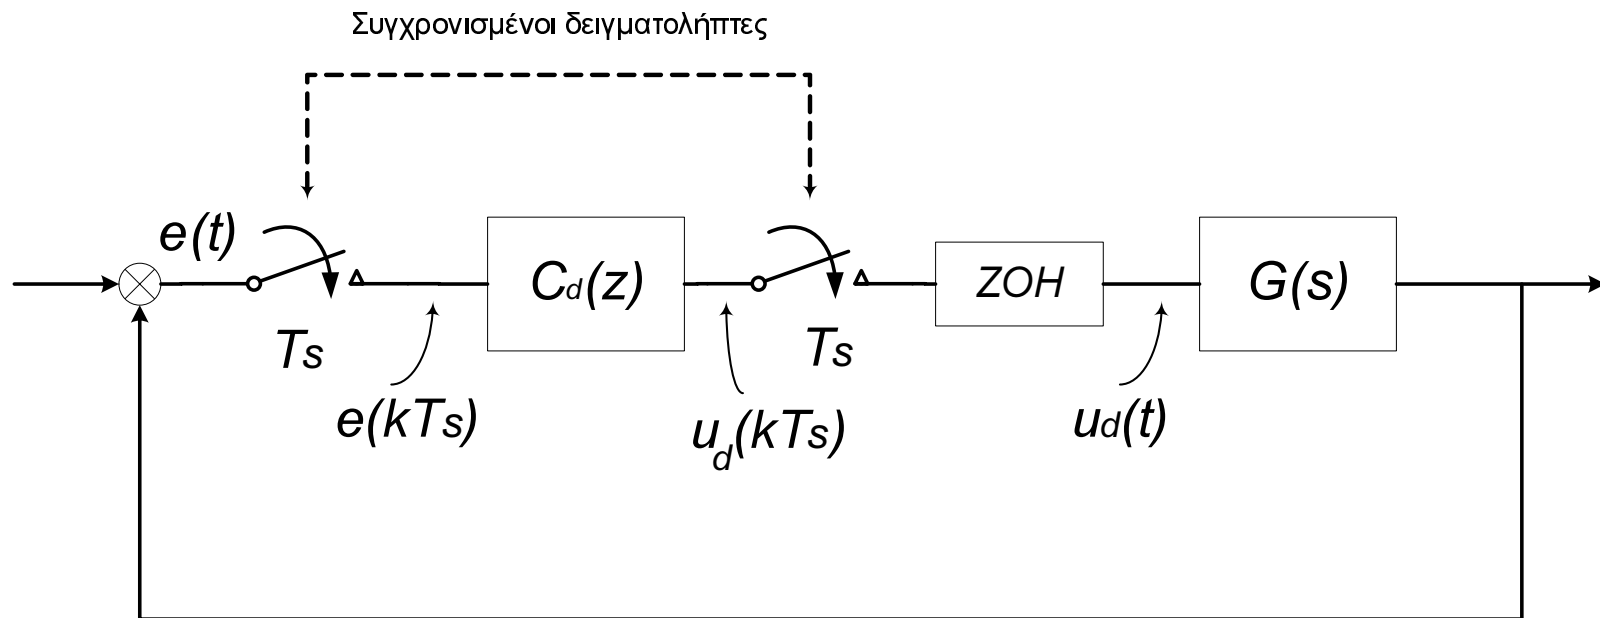 Συγχρονισμένοι δειγματολήπτες
e(t)
Cd(z)
ZOH
G(s)
Ts
Ts
e(kTs)
ud(kTs)
ud(t)